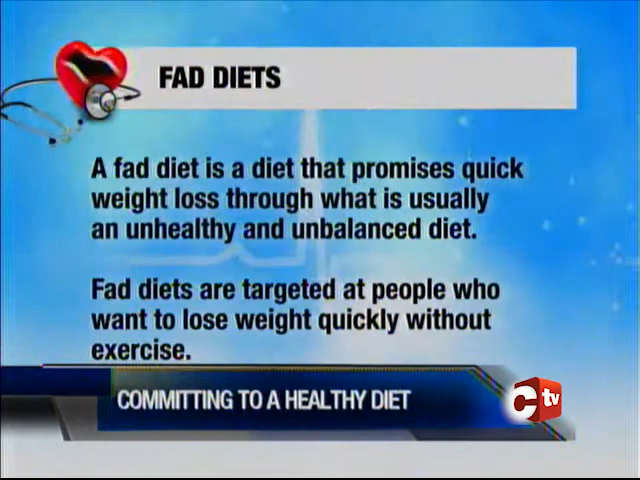 FAD DIETS
A fad diet is a diet that promises quick
weight loss through what is usually
an unhealthy and unbalanced diet.
Fad diets are targeted at people who
want to lose weight quickly without
exercise.
COMMITTING TO A HEALTHY DIET
C tv